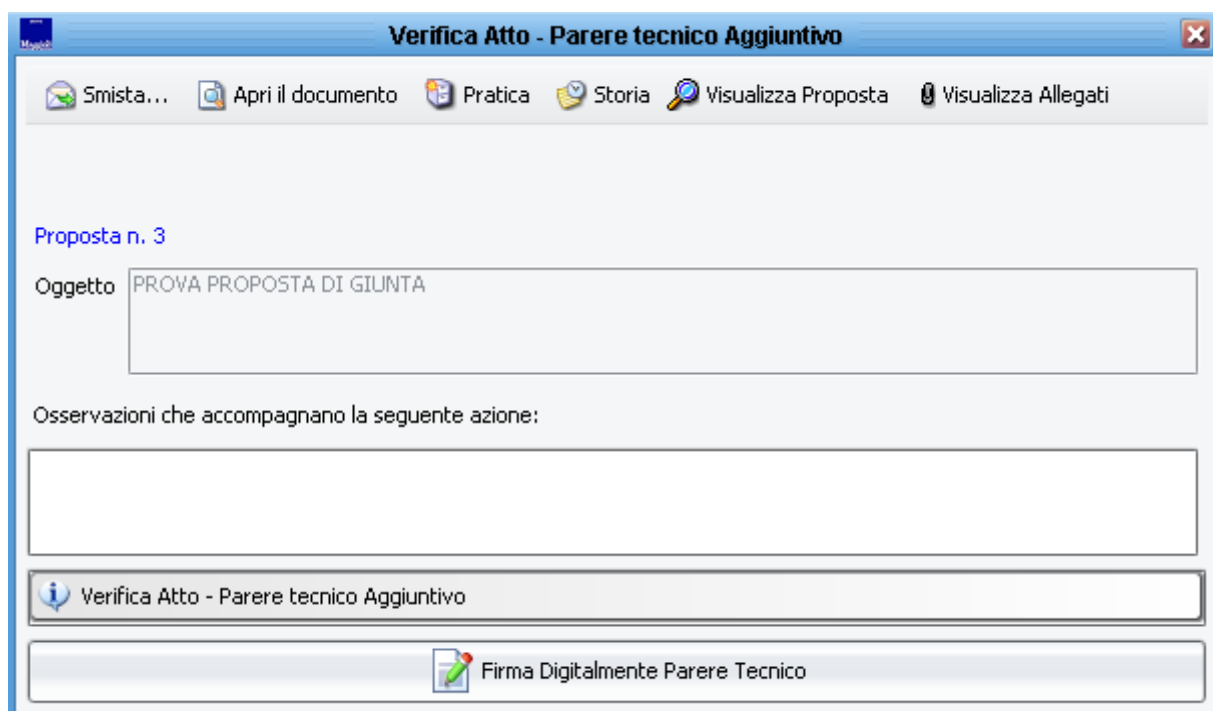 Maggioli
Verifica Atto - Parere tecnico Aggiuntivo
Smista... Apri il documento Pratica Storia Visualizza Proposta Visualizza Allegati
Proposta n. 3
Oggetto PROVA PROPOSTA DI GIUNTA
Osservazioni che accompagnano la seguente azione:
Verifica Atto - Parere tecnico Aggiuntivo
Firma Digitalmente Parere Tecnico